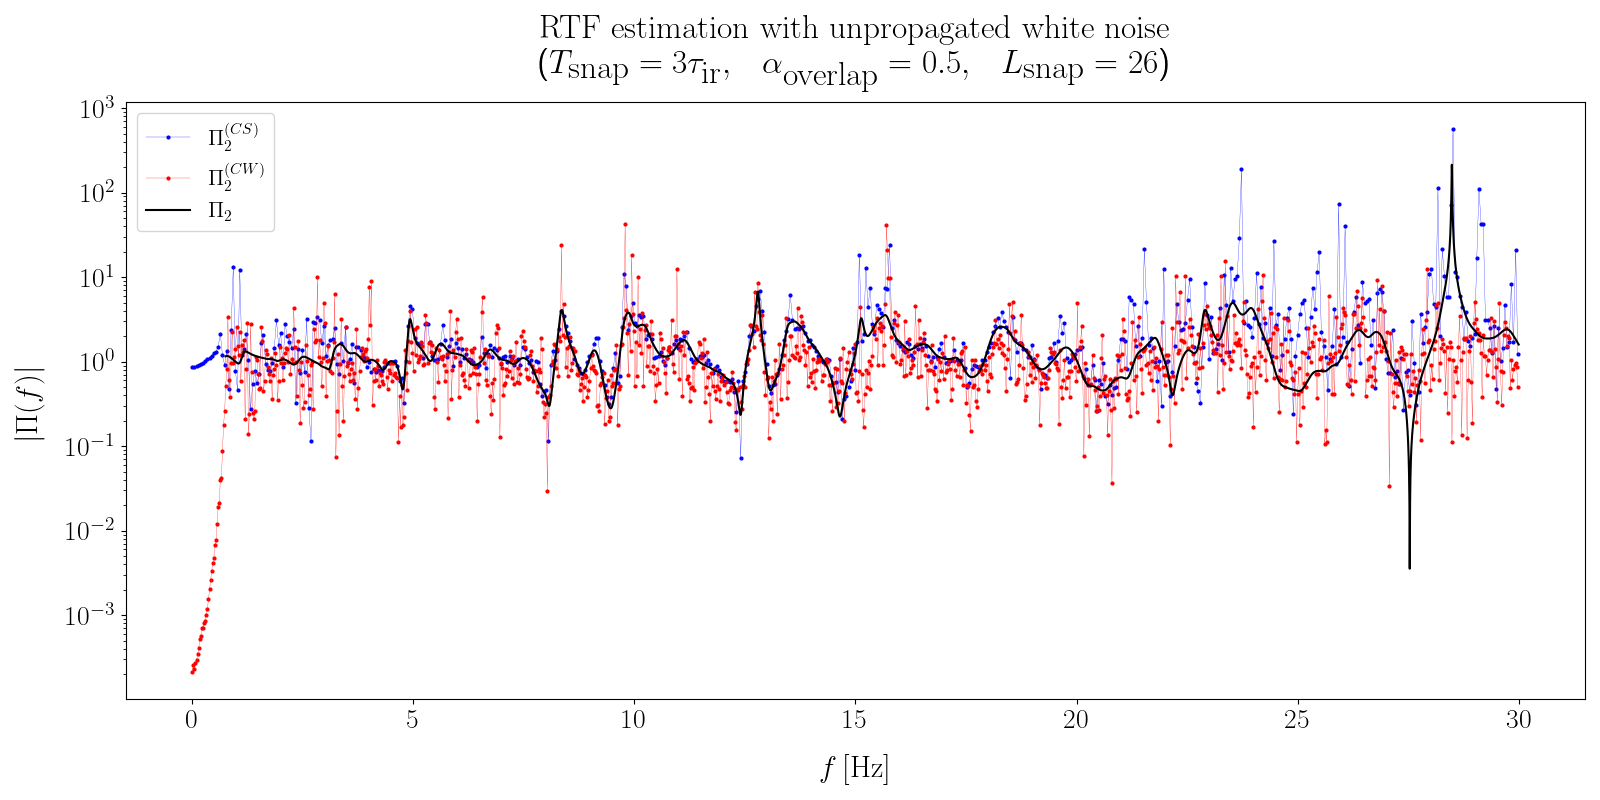 RTF estimation with unpropagated white noise
(T_snap = 3τ_ir, α_overlap = 0.5, L_snap = 26)
|Π(f)|
10^3
10^2
10^1
10^0
10^−1
10^−2
10^−3
Π_2^(CS)
Π_2^(CW)
Π_2
0 5 10 15 20 25 30
f [Hz]